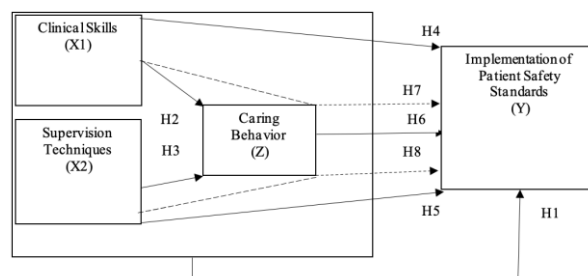 Clinical Skills
(X1)
Supervision
Techniques
(X2)
H2
H3
Caring
Behavior
(Z)
H4
H7
H6
H8
H5
Implementation of
Patient Safety
Standards
(Y)
H1